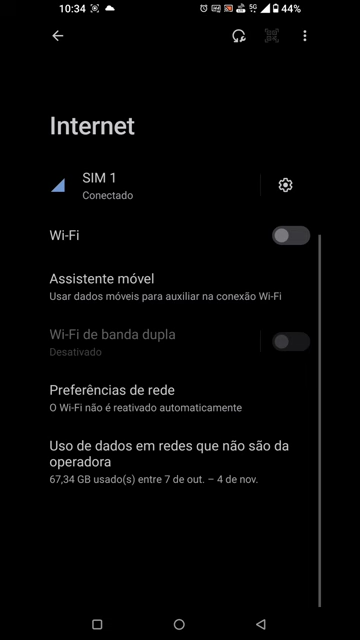 10:34 5G 44%
Internet
SIM 1
Conectado
Wi-Fi
Assistente móvel
Usar dados móveis para auxiliar na conexão Wi-Fi
Wi-Fi de banda dupla
Desativado
Preferências de rede
O Wi-Fi não é reativado automaticamente
Uso de dados em redes que não são da
operadora
67,34 GB usado(s) entre 7 de out. – 4 de nov.